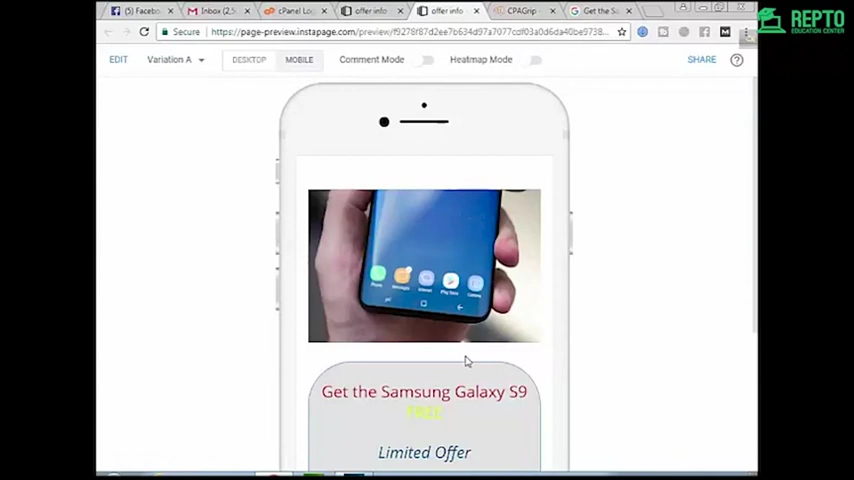 Facebo
Inbox (2,5
cPanel Lo
offer info
offer info
CPAGrip
Get the Sa
REPTO
EDUCATION CENTER
Secure
https://page-preview.instapage.com/preview/f9278f87d2ee7b634d97a7077cdf03a0d6da40be9738...
EDIT
Variation A
DESKTOP
MOBILE
Comment Mode
Heatmap Mode
SHARE
Get the Samsung Galaxy S9
FREE
Limited Offer